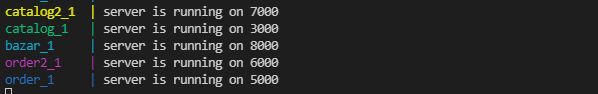 catalog2_1 | server is running on 7000
catalog_1 | server is running on 3000
bazar_1 | server is running on 8000
order2_1 | server is running on 6000
order_1 | server is running on 5000